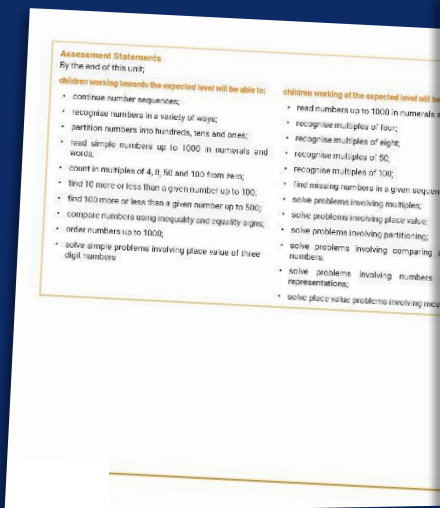 Assessment Statements
By the end of this unit;
children working towards the expected level will be able to:
• continue number sequences;
• recognise numbers in a variety of ways;
• partition numbers into hundreds, tens and ones;
• read simple numbers up to 1000 in numerals and
words;
• count in multiples of 4, 8, 50 and 100 from zero;
• find 10 more or less than a given number up to 100;
• find 100 more or less than a given number up to 500;
• compare numbers using inequality and equality signs;
• order numbers up to 1000;
• solve simple problems involving place value of three
digit numbers
children working at the expected level will be
• read numbers up to 1000 in numerals
• recognise multiples of four;
• recognise multiples of eight;
• recognise multiples of 50;
• recognise multiples of 100;
• find missing numbers in a given
• solve problems involving multiples;
• solve problems involving place value;
• solve problems involving partitioning;
• solve problems involving comparing
numbers;
• solve problems involving numbers
representations;
• solve place value problems involving